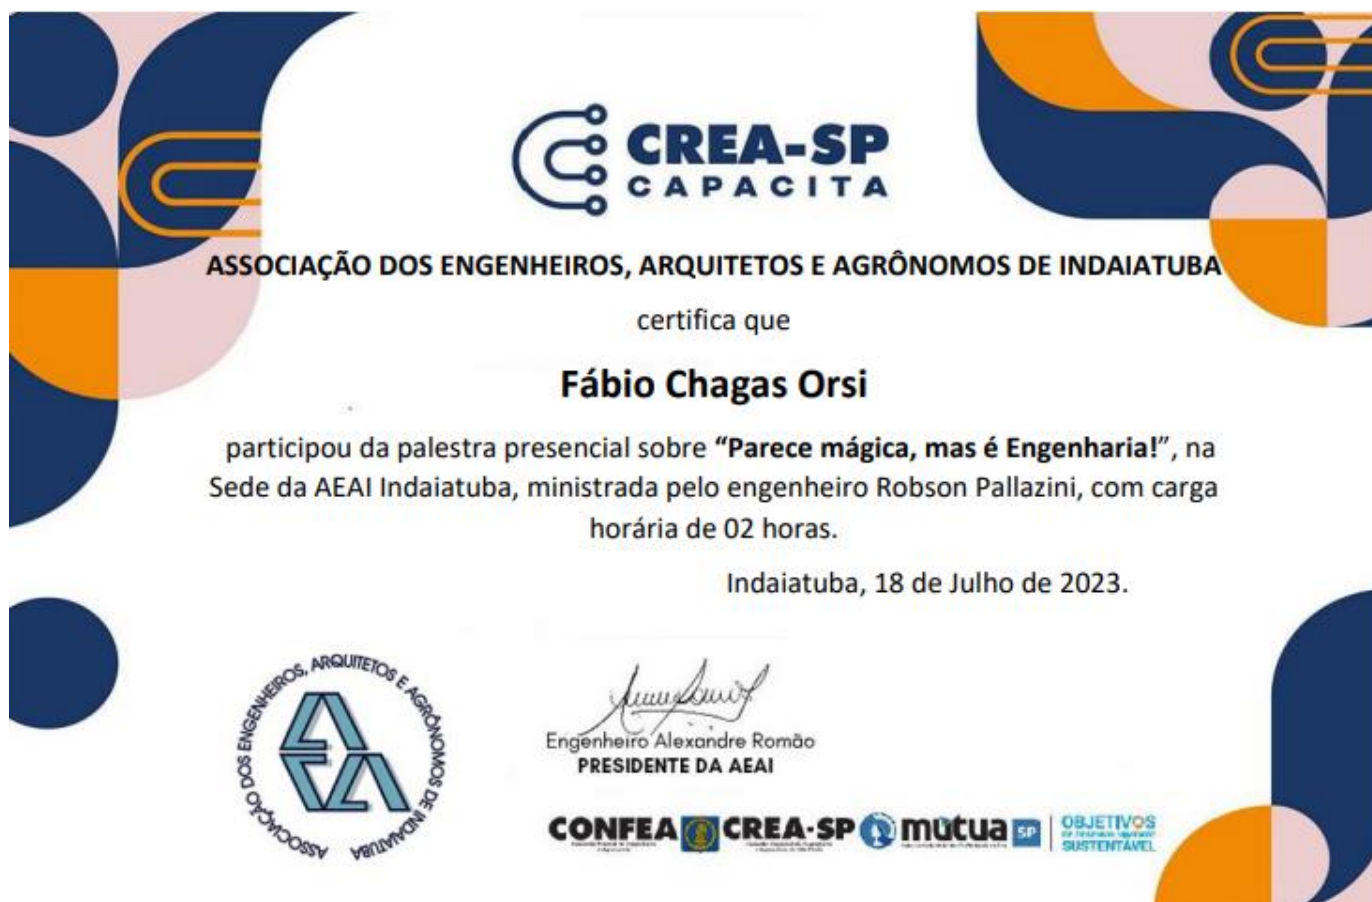 CREA-SP
CAPACITA
ASSOCIAÇÃO DOS ENGENHEIROS, ARQUITETOS E AGRÔNOMOS DE INDAIATUBA
certifica que
Fábio Chagas Orsi
participou da palestra presencial sobre “Parece mágica, mas é Engenharia!”, na
Sede da AEAI Indaiatuba, ministrada pelo engenheiro Robson Pallazini, com carga
horária de 02 horas.
Indaiatuba, 18 de Julho de 2023.
ASSOCIAÇÃO DOS ENGENHEIROS, ARQUITETOS E AGRÔNOMOS DE INDAIATUBA
Engenheiro Alexandre Romão
PRESIDENTE DA AEAI
CONFEA CREA-SP mútua SP OBJETIVOS
SUSTENTÁVEL